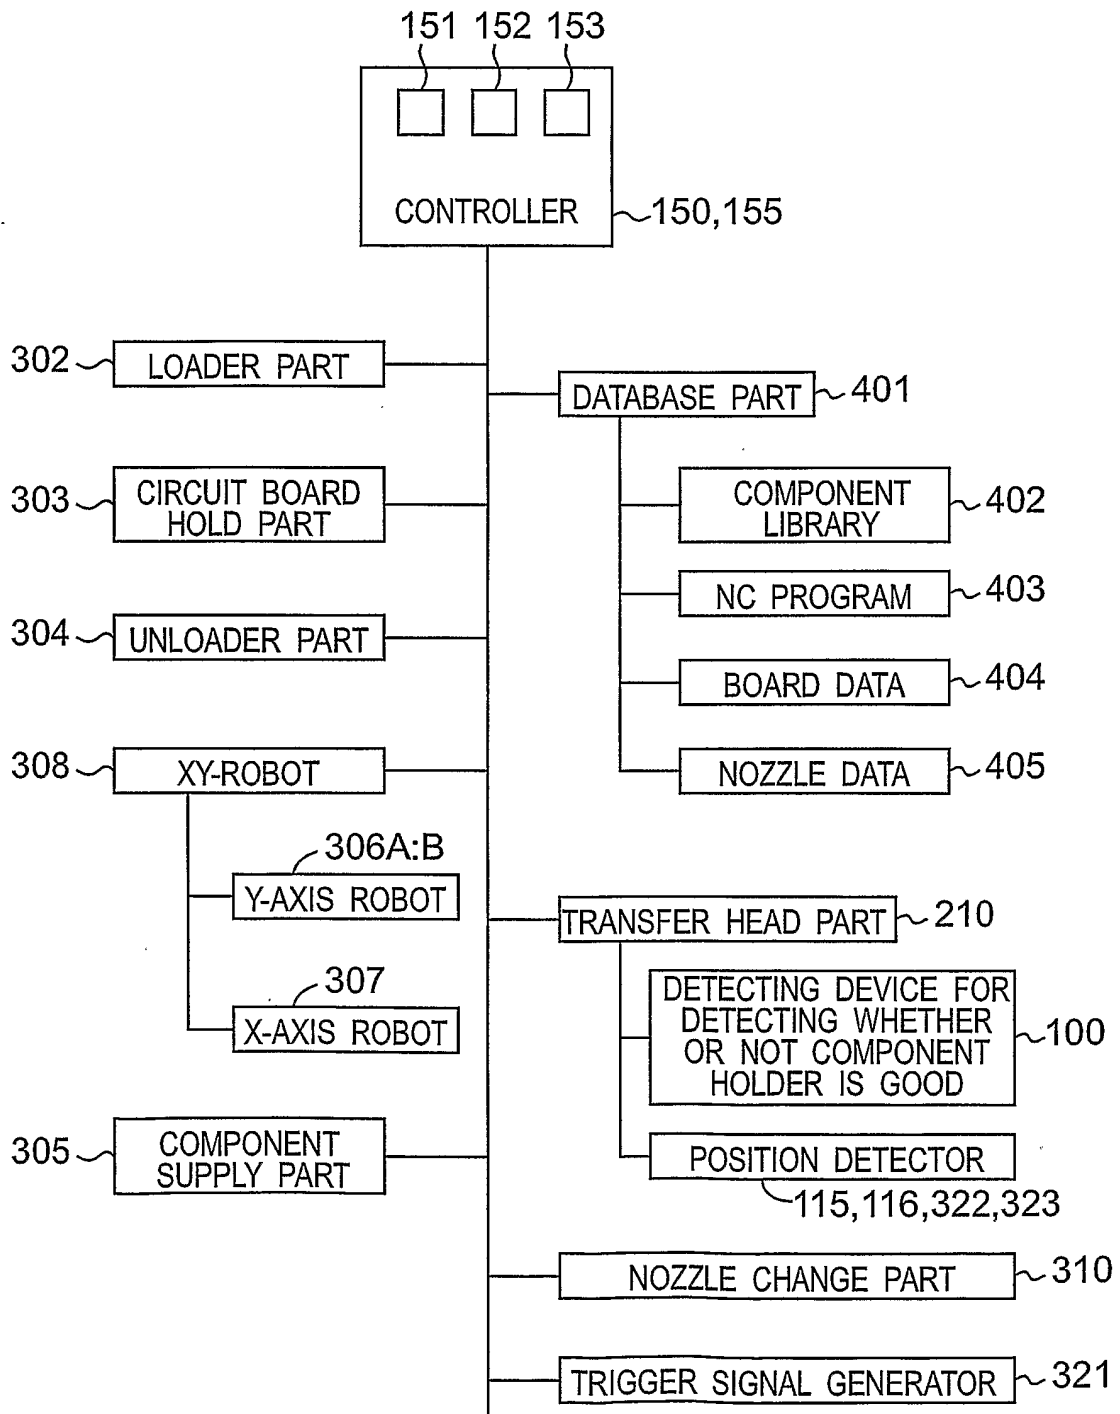 151 152 153
CONTROLLER
150,155
302
LOADER PART
DATABASE PART
401
303
CIRCUIT BOARD
HOLD PART
COMPONENT
LIBRARY
402
NC PROGRAM
403
304
UNLOADER PART
BOARD DATA
404
308
XY-ROBOT
NOZZLE DATA
405
306A:B
Y-AXIS ROBOT
TRANSFER HEAD PART
210
307
X-AXIS ROBOT
DETECTING DEVICE FOR
DETECTING WHETHER
OR NOT COMPONENT
HOLDER IS GOOD
100
305
COMPONENT
SUPPLY PART
POSITION DETECTOR
115,116,322,323
NOZZLE CHANGE PART
310
TRIGGER SIGNAL GENERATOR
321